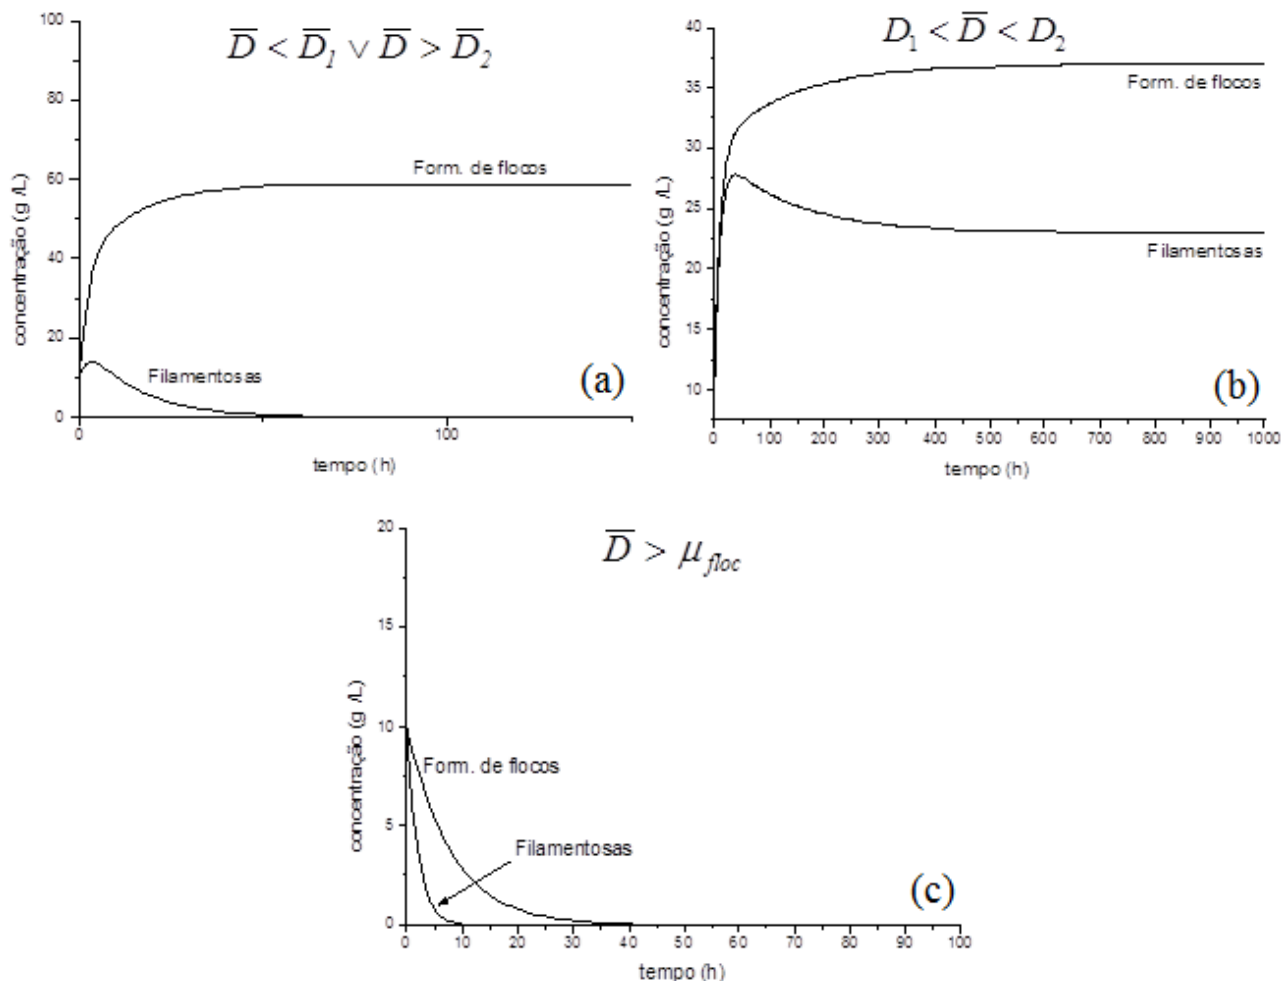 D̅ < D̅₁ ∨ D̅ > D̅₂
100
80
60
40
20
0
concentração (g /L)
Form. de flocos
Filamentosas
(a)
0
100
tempo (h)
D₁ < D̅ < D₂
40
35
30
25
20
15
10
concentração (g /L)
Form. de flocos
Filamentosas
(b)
0 100 200 300 400 500 600 700 800 900 1000
tempo (h)
D̅ > μ_floc
20
15
10
5
0
concentração (g /L)
Form. de flocos
Filamentosas
(c)
0 10 20 30 40 50 60 70 80 90 100
tempo (h)